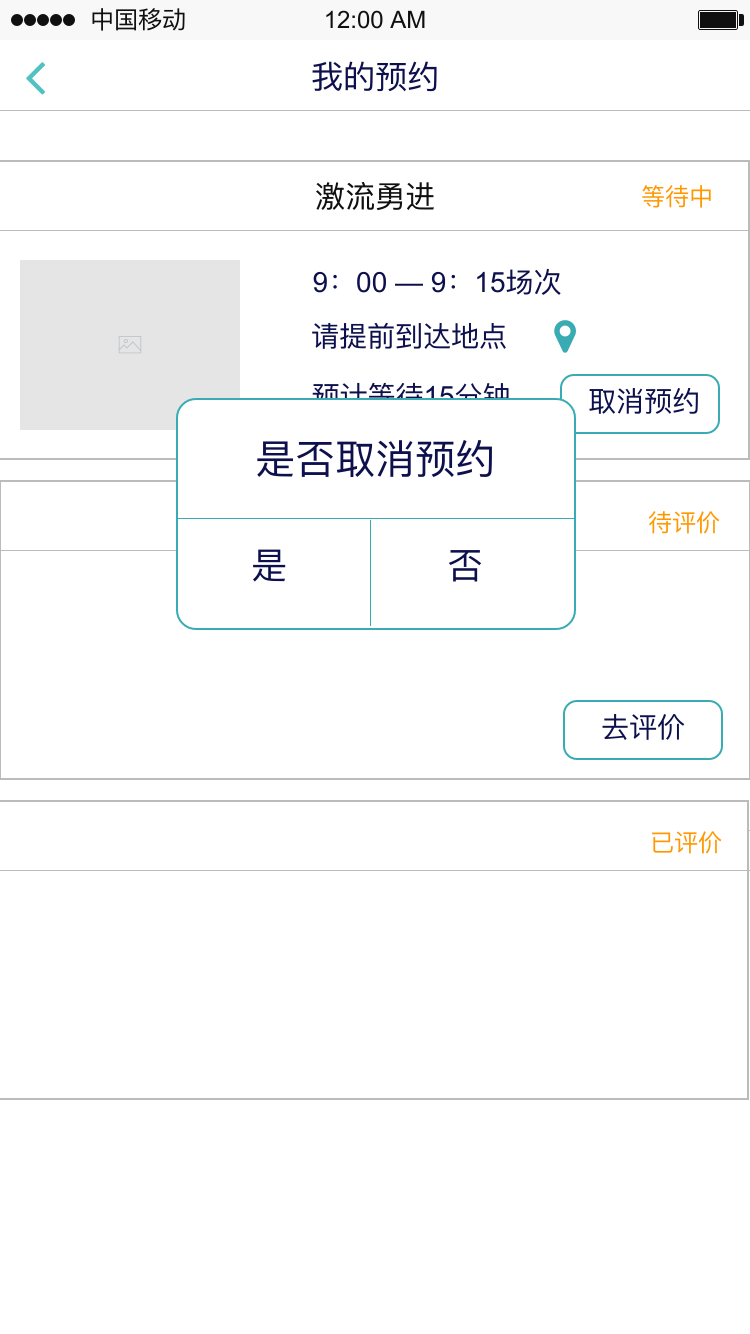 中国移动 12:00 AM
我的预约
激流勇进 等待中
9：00 — 9：15场次
请提前到达地点
预计等待15分钟 取消预约
是否取消预约
待评价
是 否
去评价
已评价